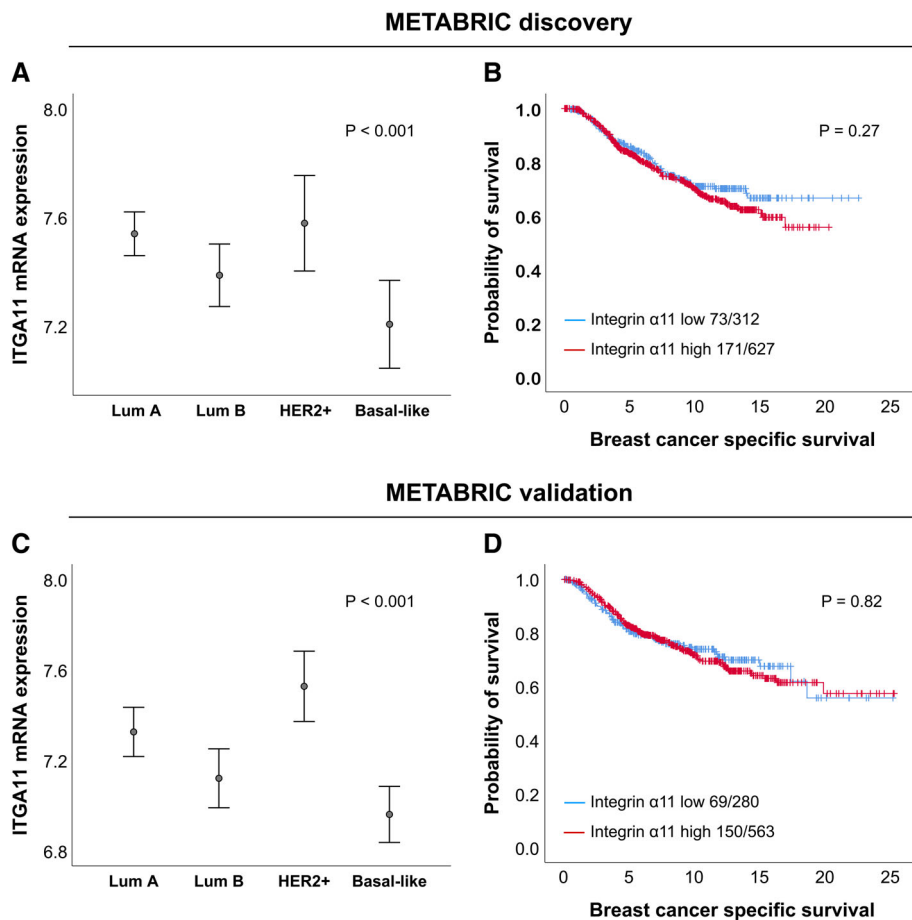 METABRIC discovery
A
ITGA11 mRNA expression
8.0
7.6
7.2
P < 0.001
Lum A
Lum B
HER2+
Basal-like
B
Probability of survival
1.0
0.8
0.6
0.4
0.2
0.0
P = 0.27
Integrin α11 low 73/312
Integrin α11 high 171/627
0 5 10 15 20 25
Breast cancer specific survival
METABRIC validation
C
ITGA11 mRNA expression
8.0
7.6
7.2
6.8
P < 0.001
Lum A
Lum B
HER2+
Basal-like
D
Probability of survival
1.0
0.8
0.6
0.4
0.2
0.0
P = 0.82
Integrin α11 low 69/280
Integrin α11 high 150/563
0 5 10 15 20 25
Breast cancer specific survival